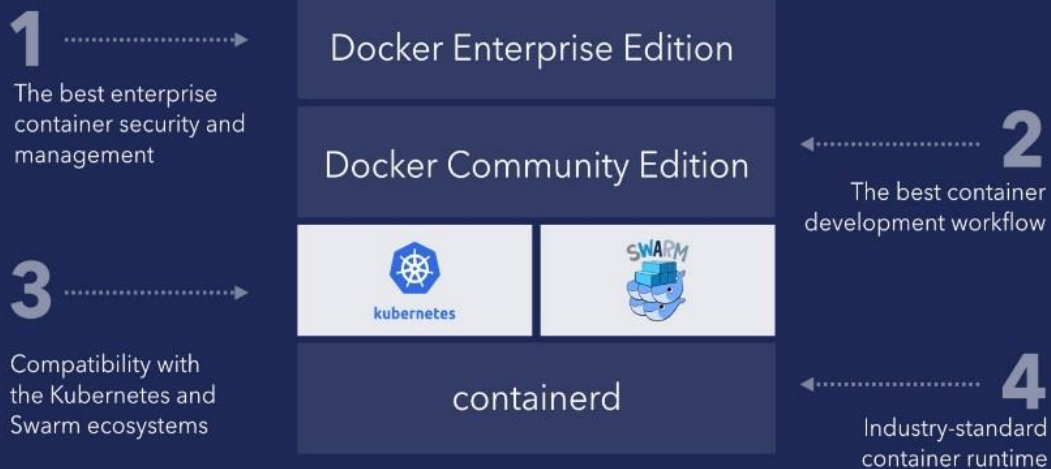 1
The best enterprise
container security and
management
Docker Enterprise Edition
Docker Community Edition
2
The best container
development workflow
3
Compatibility with
the Kubernetes and
Swarm ecosystems
kubernetes
SWARM
containerd
4
Industry-standard
container runtime